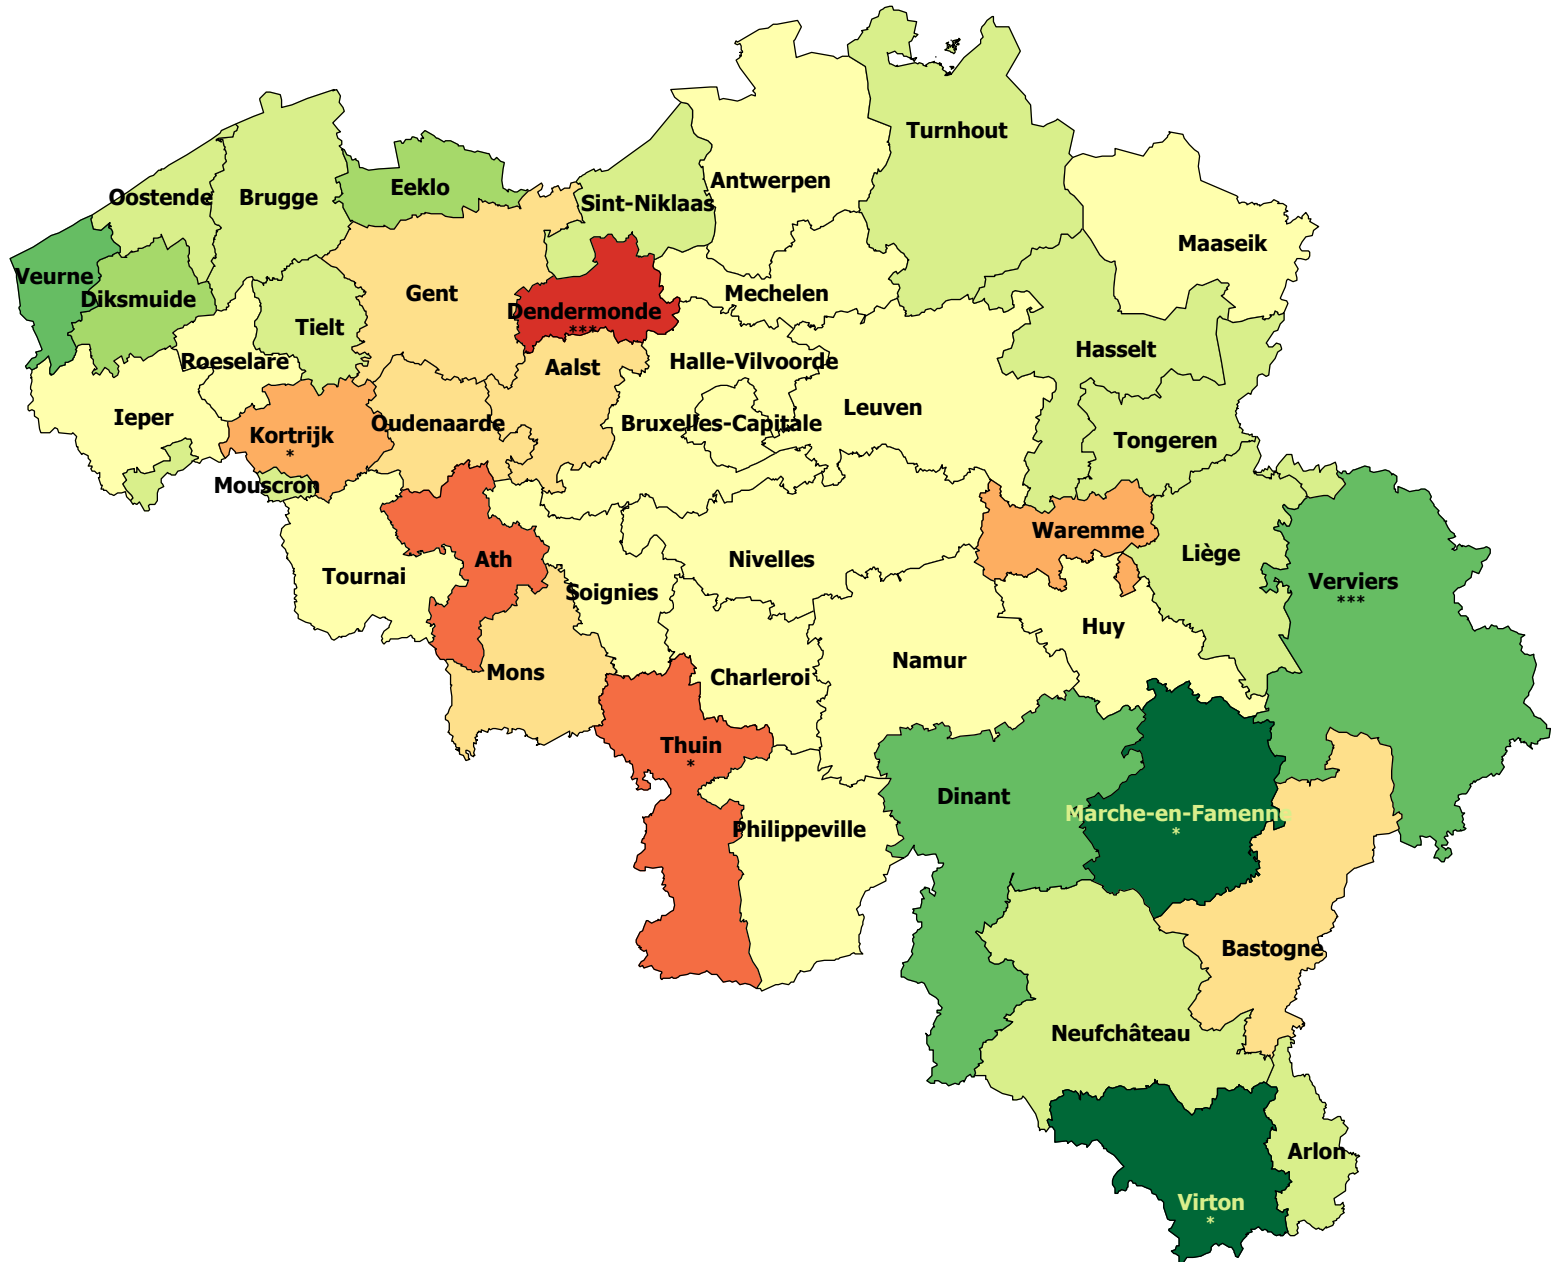 Turnhout
Antwerpen
Eeklo
Oostende
Brugge
Sint-Niklaas
Maaseik
Veurne
Diksmuide
Gent
Mechelen
Dendermonde
***
Tielt
Roeselare
Halle-Vilvoorde
Hasselt
Aalst
Ieper
Kortrijk
*
Oudenaarde
Bruxelles-Capitale
Leuven
Tongeren
Mouscron
Waremme
Liège
Ath
Nivelles
Tournai
Soignies
Verviers
***
Huy
Namur
Mons
Charleroi
Thuin
*
Dinant
Marche-en-Famenne
*
Philippeville
Bastogne
Neufchâteau
Arlon
Virton
*